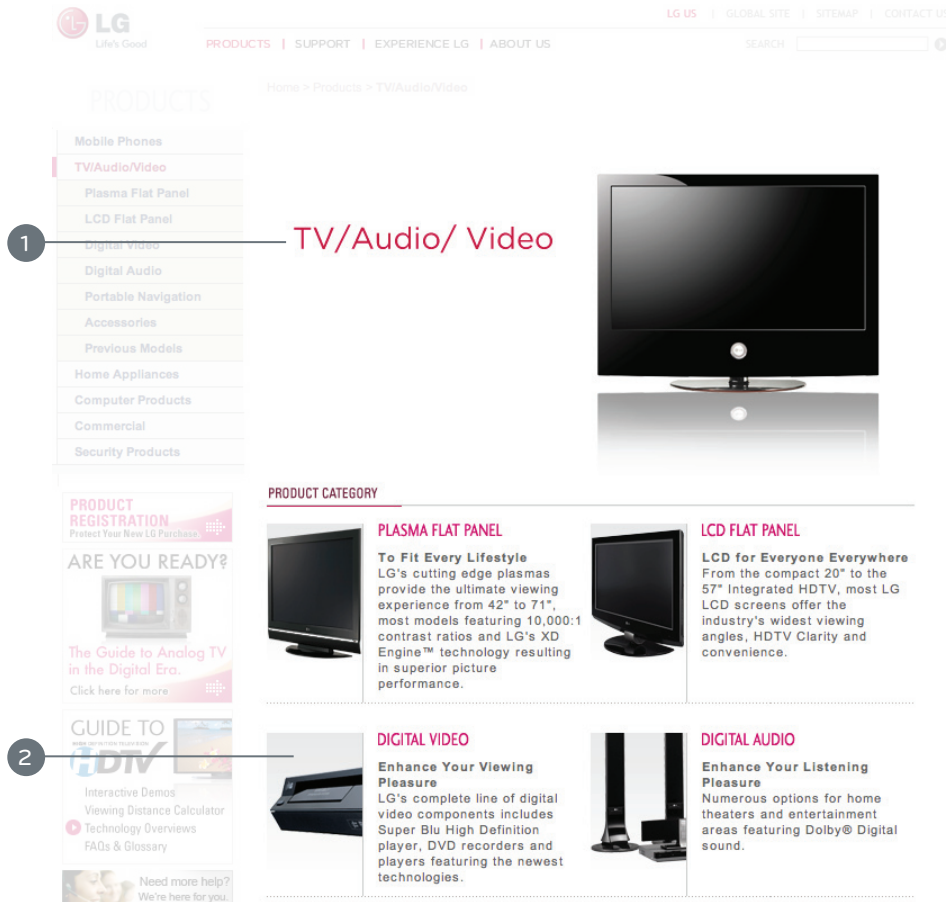 LG
Life's Good
LG US | GLOBAL SITE | SITEMAP | CONTACT US
PRODUCTS | SUPPORT | EXPERIENCE LG | ABOUT US
SEARCH
PRODUCTS
Home > Products > TV/Audio/Video
Mobile Phones
TV/Audio/Video
Plasma Flat Panel
LCD Flat Panel
Digital Video
Digital Audio
Portable Navigation
Accessories
Previous Models
Home Appliances
Computer Products
Commercial
Security Products
1
TV/Audio/ Video
PRODUCT
REGISTRATION
Protect Your New LG Purchase
ARE YOU READY?
The Guide to Analog TV
in the Digital Era.
Click here for more
2
GUIDE TO
HIGH DEFINITION TELEVISION
HDTV
Interactive Demos
Viewing Distance Calculator
Technology Overviews
FAQs & Glossary
Need more help?
We're here for you.
PRODUCT CATEGORY
PLASMA FLAT PANEL
To Fit Every Lifestyle
LG's cutting edge plasmas
provide the ultimate viewing
experience from 42" to 71",
most models featuring 10,000:1
contrast ratios and LG's XD
Engine™ technology resulting
in superior picture
performance.
LCD FLAT PANEL
LCD for Everyone Everywhere
From the compact 20" to the
57" Integrated HDTV, most LG
LCD screens offer the
industry's widest viewing
angles, HDTV Clarity and
convenience.
DIGITAL VIDEO
Enhance Your Viewing
Pleasure
LG's complete line of digital
video components includes
Super Blu High Definition
player, DVD recorders and
players featuring the newest
technologies.
DIGITAL AUDIO
Enhance Your Listening
Pleasure
Numerous options for home
theaters and entertainment
areas featuring Dolby® Digital
sound.